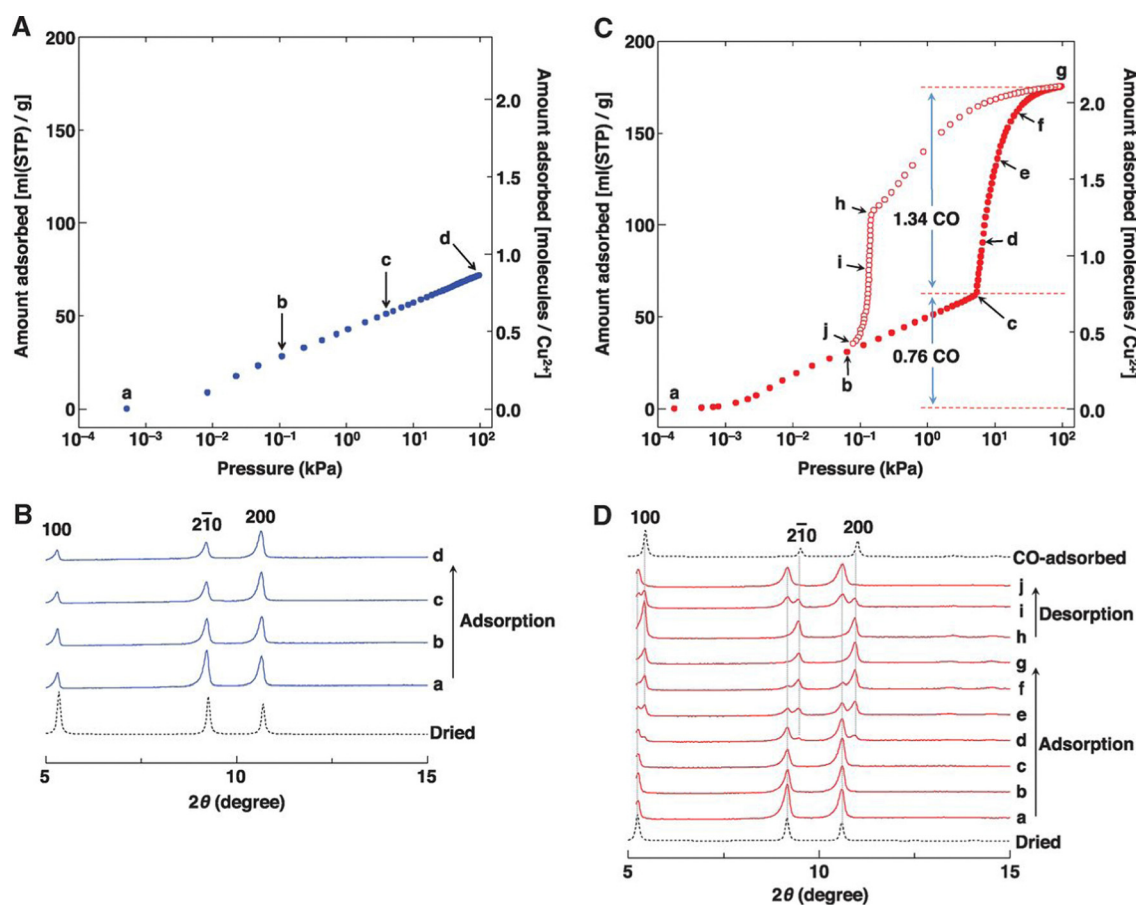 A
200
150
100
50
0
Amount adsorbed [ml(STP) / g]
2.0
1.5
1.0
0.5
0.0
Amount adsorbed [molecules / Cu²⁺]
a
b
c
d
10⁻⁴ 10⁻³ 10⁻² 10⁻¹ 10⁰ 10¹ 10²
Pressure (kPa)
B
100 2̅10 200
d
c
b
a
Adsorption
Dried
5 10 15
2θ (degree)
C
200
150
100
50
0
Amount adsorbed [ml(STP) / g]
2.0
1.5
1.0
0.5
0.0
Amount adsorbed [molecules / Cu²⁺]
g
f
e
h
1.34 CO
d
i
j
c
0.76 CO
b
a
10⁻⁴ 10⁻³ 10⁻² 10⁻¹ 10⁰ 10¹ 10²
Pressure (kPa)
D
100 21̅0 200
CO-adsorbed
j
i
h
Desorption
g
f
e
d
c
b
a
Adsorption
Dried
5 10 15
2θ (degree)